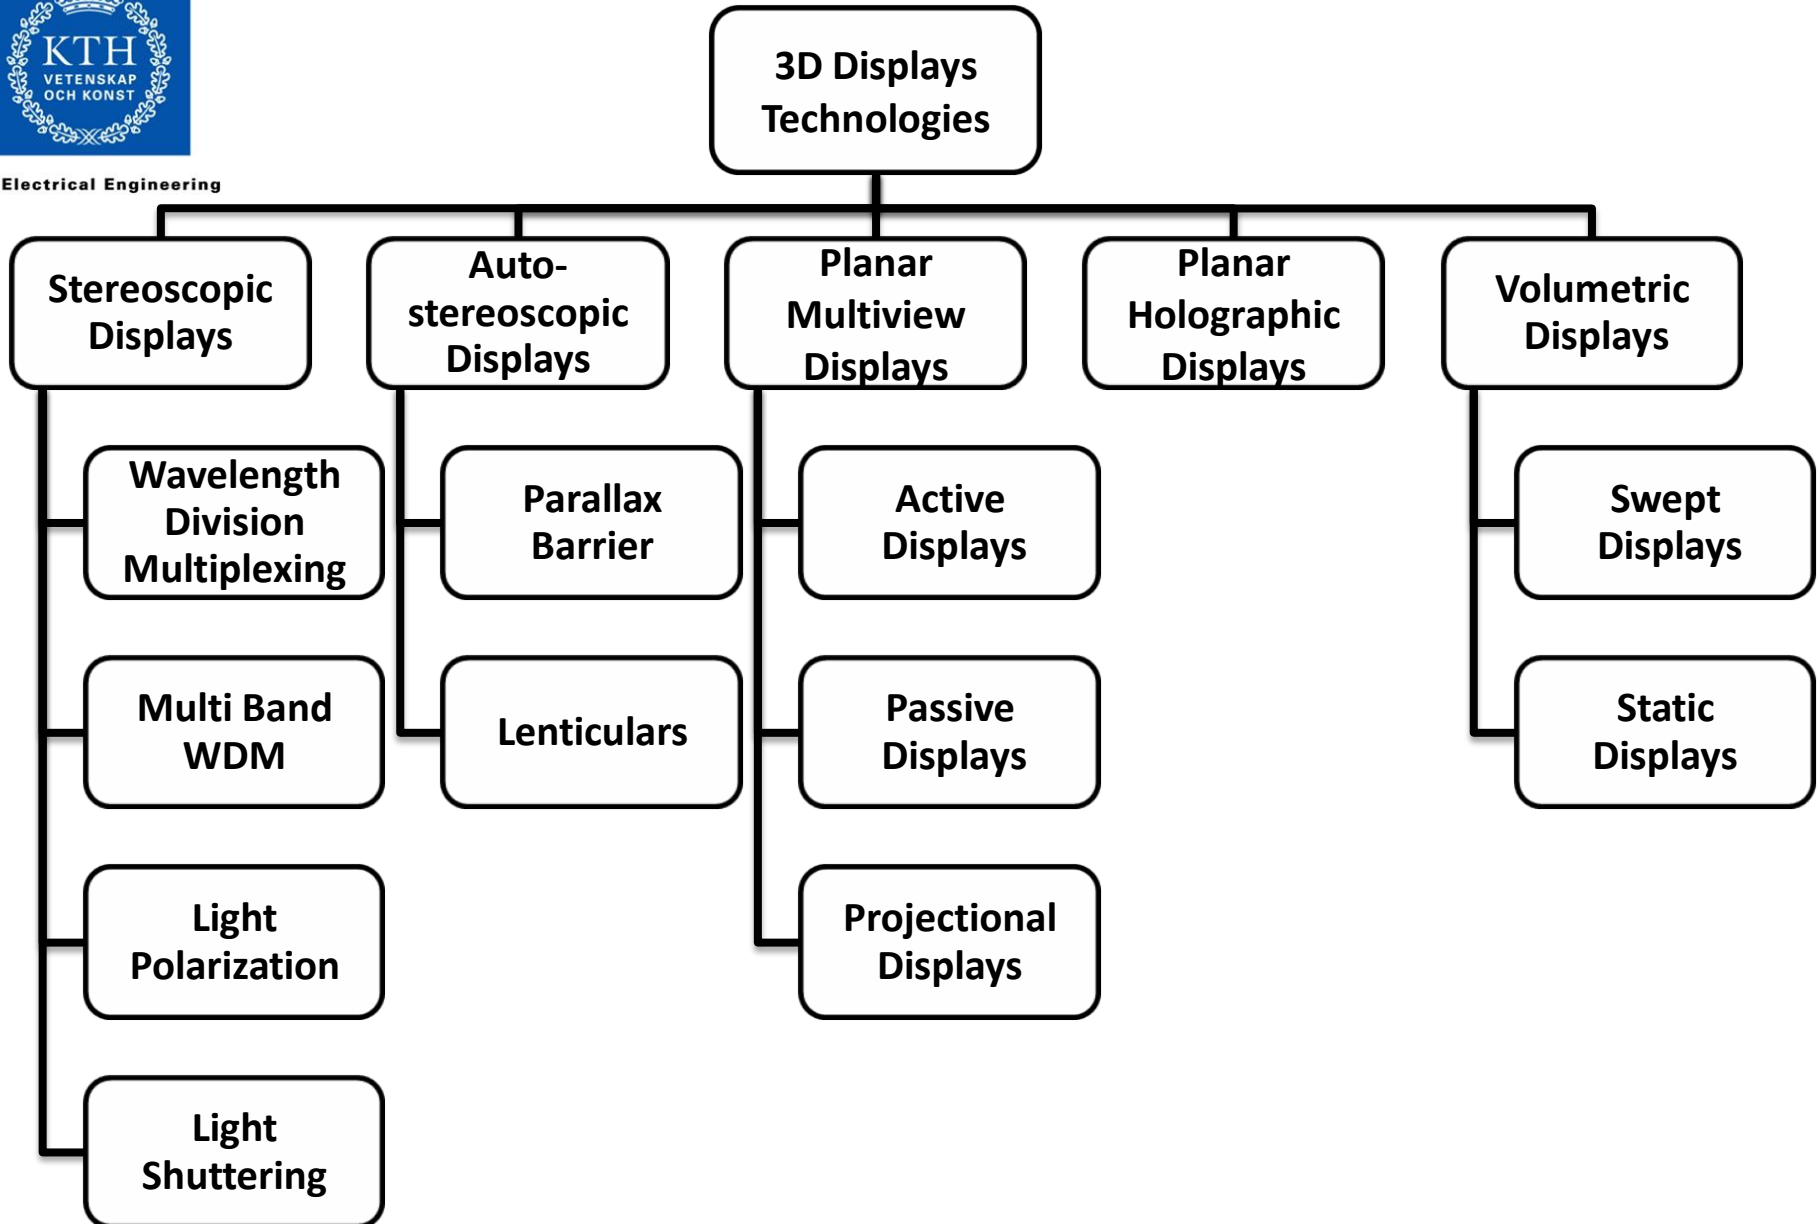 KTH
VETENSKAP
OCH KONST
Electrical Engineering
3D Displays
Technologies
Stereoscopic
Displays
Wavelength
Division
Multiplexing
Multi Band
WDM
Light
Polarization
Light
Shuttering
Auto-
stereoscopic
Displays
Parallax
Barrier
Lenticulars
Planar
Multiview
Displays
Active
Displays
Passive
Displays
Projectional
Displays
Planar
Holographic
Displays
Volumetric
Displays
Swept
Displays
Static
Displays